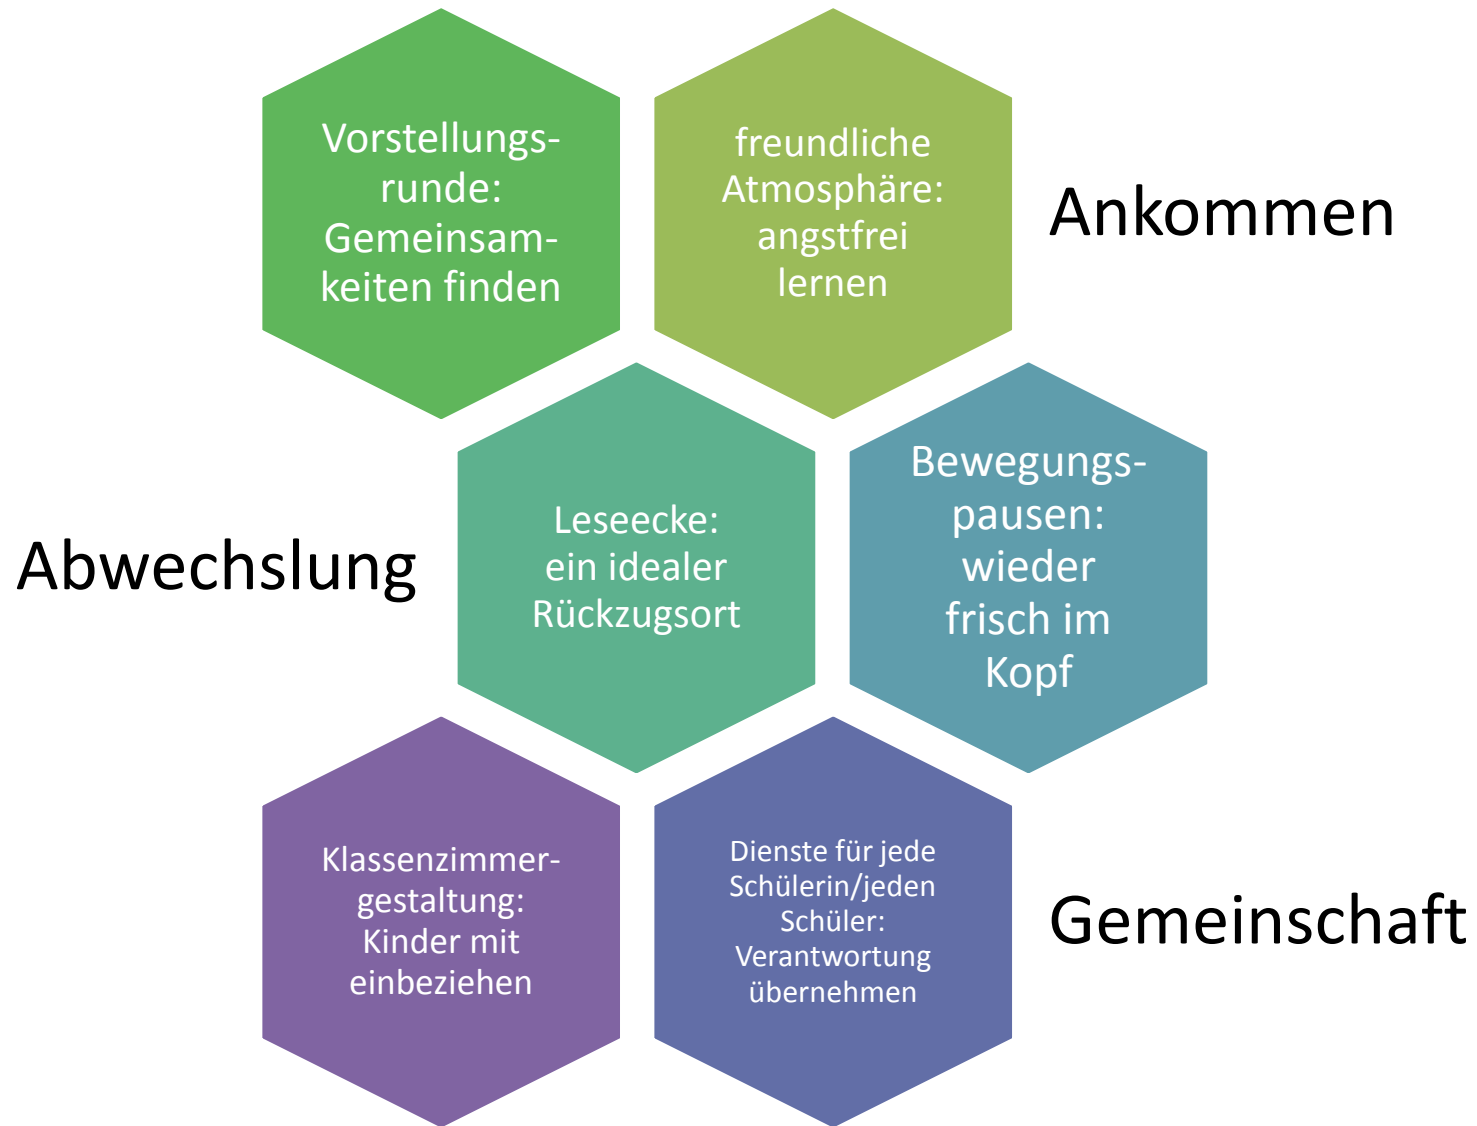 Vorstellungs-
runde:
Gemeinsam-
keiten finden
freundliche
Atmosphäre:
angstfrei
lernen
Ankommen
Abwechslung
Leseecke:
ein idealer
Rückzugsort
Bewegungs-
pausen:
wieder
frisch im
Kopf
Klassenzimmer-
gestaltung:
Kinder mit
einbeziehen
Dienste für jede
Schülerin/jeden
Schüler:
Verantwortung
übernehmen
Gemeinschaft